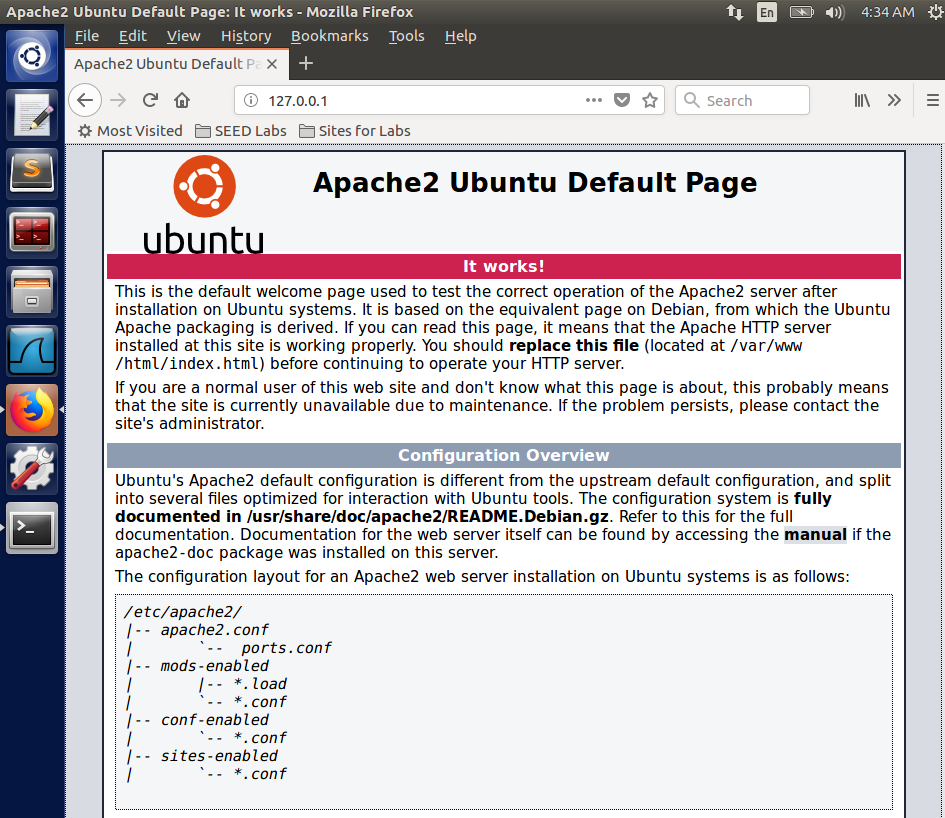 Apache2 Ubuntu Default Page: It works - Mozilla Firefox
En
4:34 AM
File Edit View History Bookmarks Tools Help
Apache2 Ubuntu Default Pa
127.0.0.1
Search
Most Visited SEED Labs Sites for Labs
Apache2 Ubuntu Default Page
ubuntu
It works!
This is the default welcome page used to test the correct operation of the Apache2 server after
installation on Ubuntu systems. It is based on the equivalent page on Debian, from which the Ubuntu
Apache packaging is derived. If you can read this page, it means that the Apache HTTP server
installed at this site is working properly. You should replace this file (located at /var/www
/html/index.html) before continuing to operate your HTTP server.
If you are a normal user of this web site and don't know what this page is about, this probably means
that the site is currently unavailable due to maintenance. If the problem persists, please contact the
site's administrator.
Configuration Overview
Ubuntu's Apache2 default configuration is different from the upstream default configuration, and split
into several files optimized for interaction with Ubuntu tools. The configuration system is fully
documented in /usr/share/doc/apache2/README.Debian.gz. Refer to this for the full
documentation. Documentation for the web server itself can be found by accessing the manual if the
apache2-doc package was installed on this server.
The configuration layout for an Apache2 web server installation on Ubuntu systems is as follows:
/etc/apache2/
|-- apache2.conf
|       `--  ports.conf
|-- mods-enabled
|       |-- *.load
|       `-- *.conf
|-- conf-enabled
|       `-- *.conf
|-- sites-enabled
|       `-- *.conf